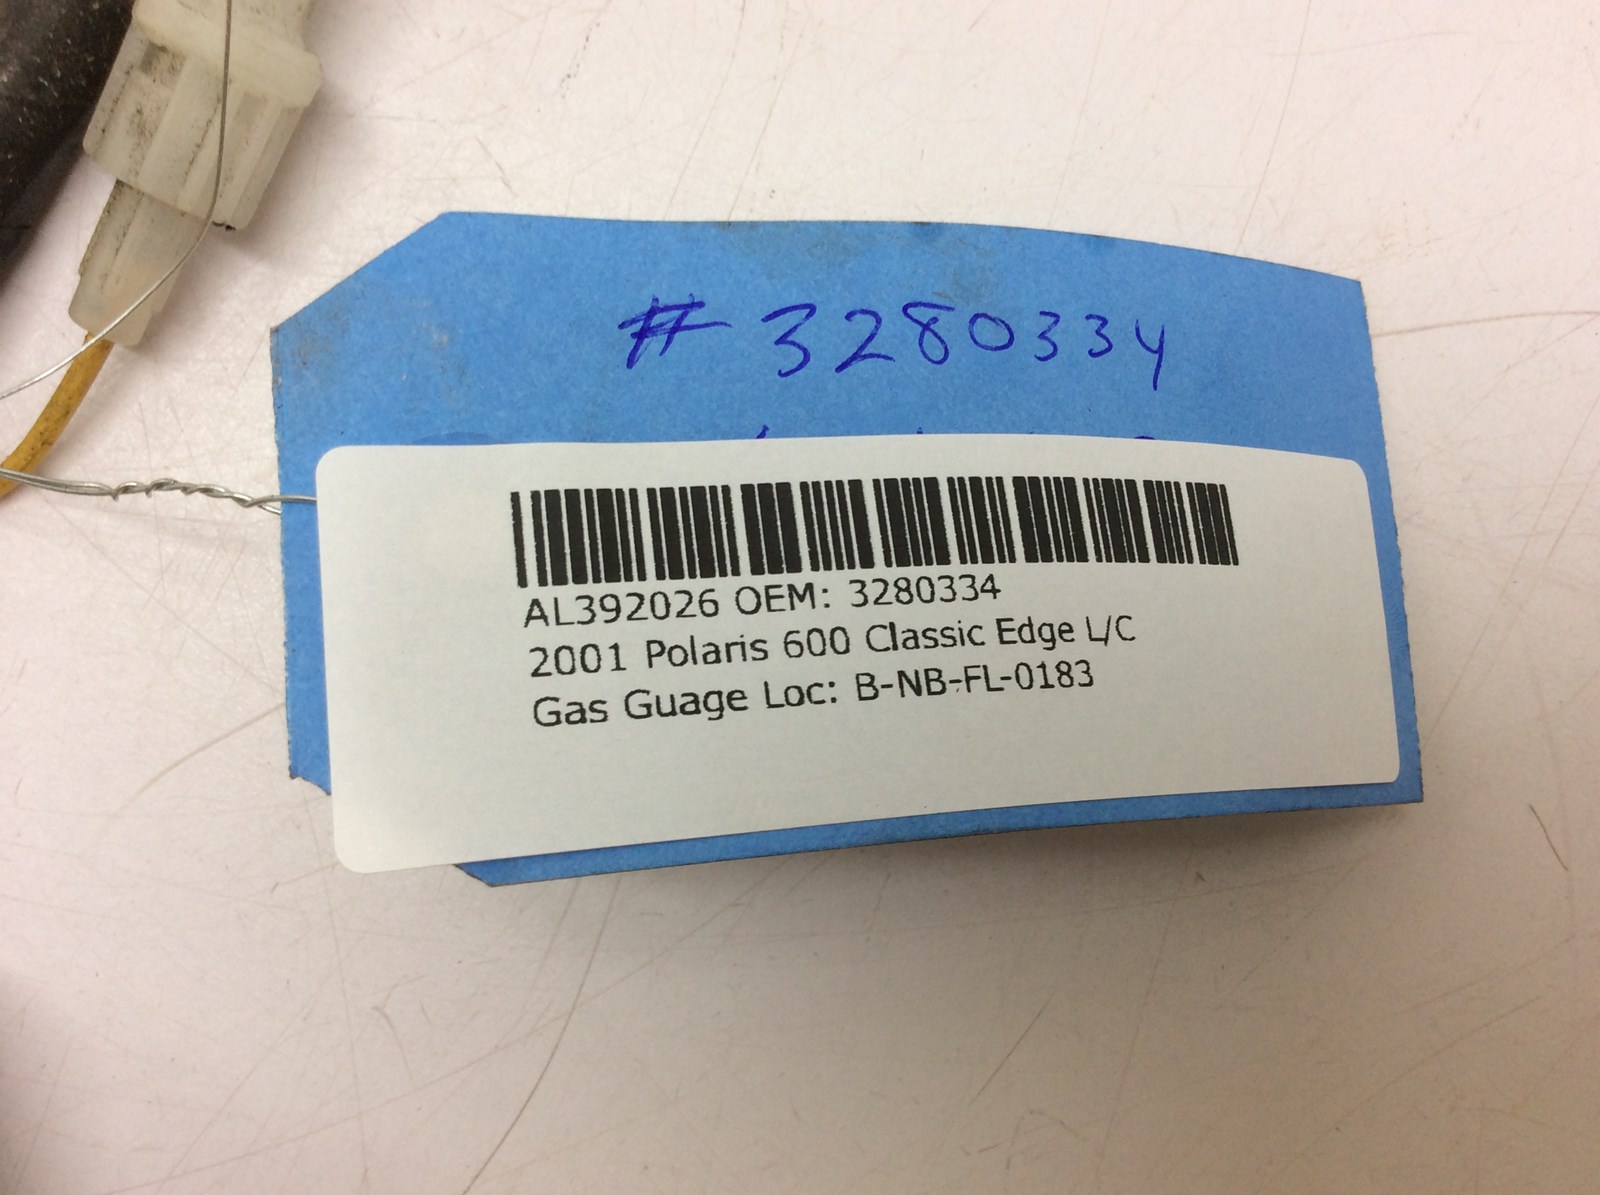 # 3280334
AL392026 OEM: 3280334
2001 Polaris 600 Classic Edge L/C
Gas Guage Loc: B-NB-FL-0183